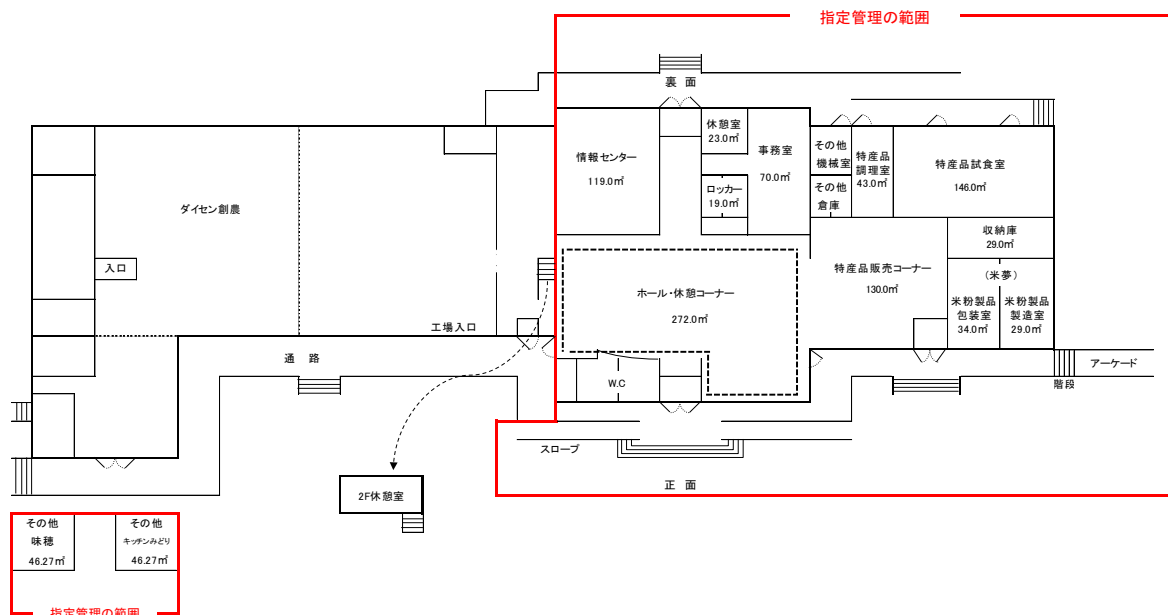 指定管理の範囲
裏 面
休憩室
23.0㎡
事務室
70.0㎡
情報センター
119.0㎡
ロッカー
19.0㎡
その他
機械室
その他
倉庫
特産品
調理室
43.0㎡
特産品試食室
146.0㎡
収納庫
29.0㎡
ダイセン創農
入口
特産品販売コーナー
130.0㎡
(米夢)
米粉製品
包装室
34.0㎡
米粉製品
製造室
29.0㎡
ホール・休憩コーナー
272.0㎡
工場入口
通 路
W.C
アーケード
階段
スロープ
正 面
2F休憩室
その他
味穂
46.27㎡
その他
キッチンみどり
46.27㎡
指定管理の範囲